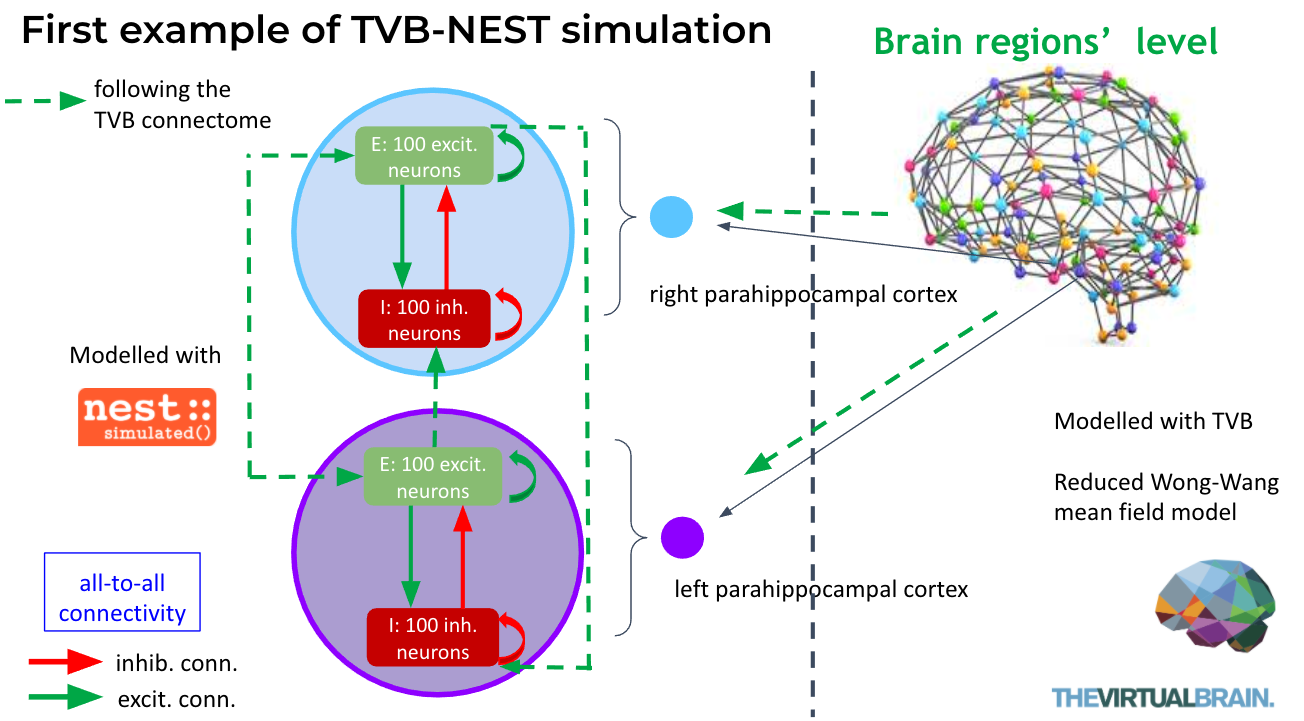 First example of TVB-NEST simulation
Brain regions’ level
following the
TVB connectome
E: 100 excit.
neurons
I: 100 inh.
neurons
right parahippocampal cortex
Modelled with
nest::
simulated()
E: 100 excit.
neurons
I: 100 inh.
neurons
left parahippocampal cortex
Modelled with TVB
Reduced Wong-Wang
mean field model
all-to-all
connectivity
inhib. conn.
excit. conn.
THEVIRTUALBRAIN.